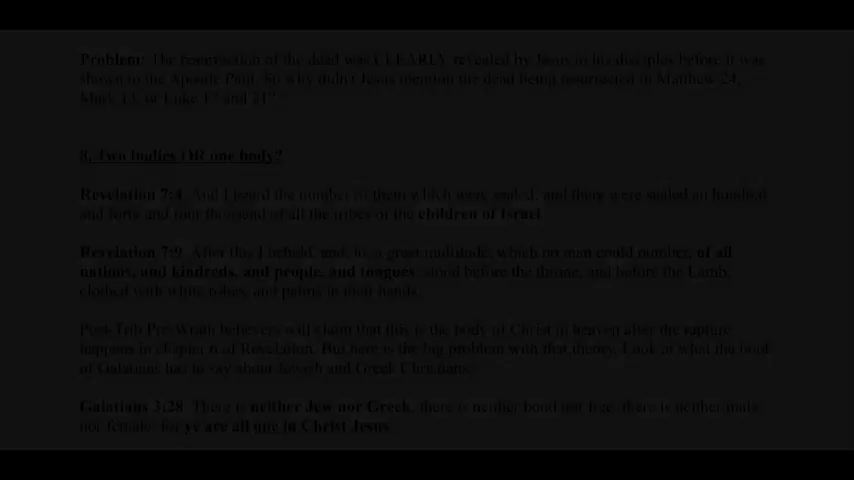 Problem: The resurrection of the dead was CLEARLY revealed by Jesus to his disciples before it was
shown to the Apostle Paul. So why didn't Jesus mention the dead being resurrected in Matthew 24,
Mark 13, or Luke 17 and 21?
8. Two bodies OR one body?
Revelation 7:4 And I heard the number of them which were sealed, and there were sealed an hundred
and forty and four thousand of all the tribes of the children of Israel.
Revelation 7:9 After this I beheld, and, lo, a great multitude, which no man could number, of all
nations, and kindreds, and people, and tongues, stood before the throne, and before the Lamb,
clothed with white robes, and palms in their hands.
Post-Trib Pre-Wrath believers will claim that this is the body of Christ in heaven after the rapture
happens in chapter 6 of Revelation. But here is the big problem with that theory. Look at what the book
of Galatians has to say about Jewish and Greek Christians:
Galatians 3:28 There is neither Jew nor Greek, there is neither bond nor free, there is neither male
nor female: for ye are all one in Christ Jesus.